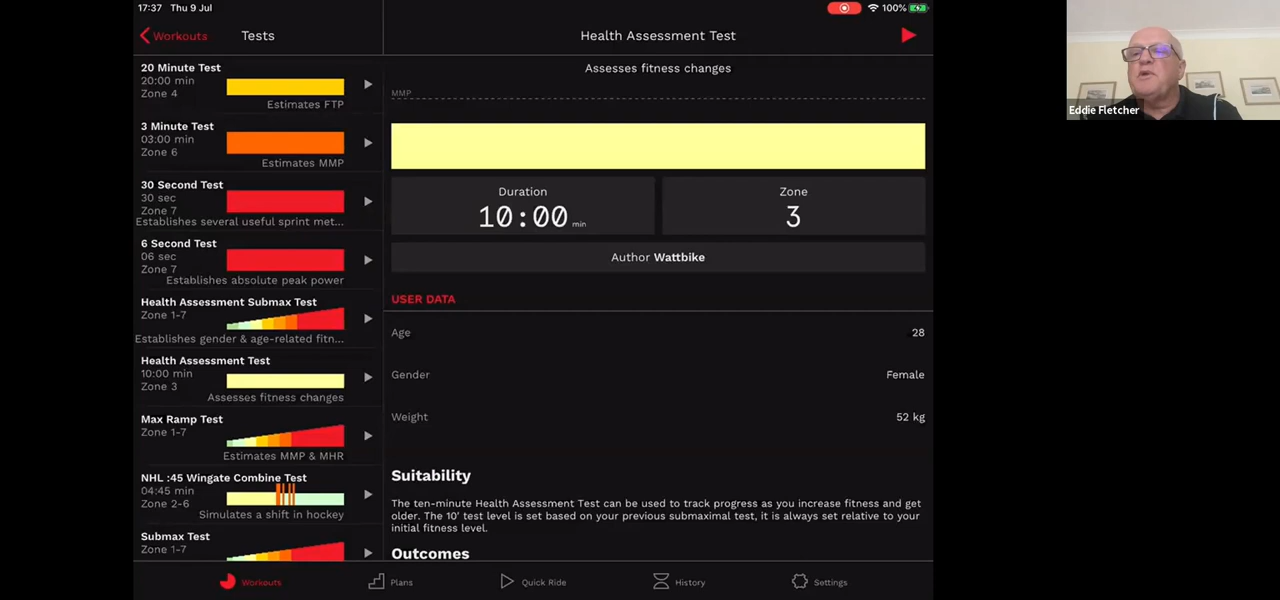 17:37 Thu 9 Jul
100%
Workouts
Tests
Health Assessment Test
20 Minute Test
20:00 min
Zone 4
Estimates FTP
3 Minute Test
03:00 min
Zone 6
Estimates MMP
30 Second Test
30 sec
Zone 7
Establishes several useful sprint met...
6 Second Test
06 sec
Zone 7
Establishes absolute peak power
Health Assessment Submax Test
Zone 1-7
Establishes gender & age-related fitn...
Health Assessment Test
10:00 min
Zone 3
Assesses fitness changes
Max Ramp Test
Zone 1-7
Estimates MMP & MHR
NHL :45 Wingate Combine Test
04:45 min
Zone 2-6
Simulates a shift in hockey
Submax Test
Zone 1-7
Assesses fitness changes
MMP
Duration
10:00 min
Zone
3
Author Wattbike
USER DATA
Age 28
Gender Female
Weight 52 kg
Suitability
The ten-minute Health Assessment Test can be used to track progress as you increase fitness and get
older. The 10' test level is set based on your previous submaximal test, it is always set relative to your
initial fitness level.
Outcomes
Workouts
Plans
Quick Ride
History
Settings
Eddie Fletcher